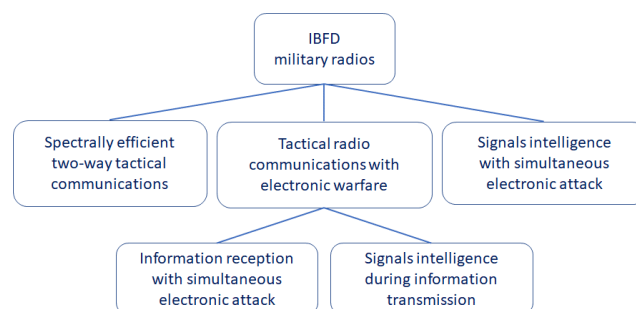 IBFD
military radios
Spectrally efficient
two-way tactical
communications
Tactical radio
communications with
electronic warfare
Signals intelligence
with simultaneous
electronic attack
Information reception
with simultaneous
electronic attack
Signals intelligence
during information
transmission